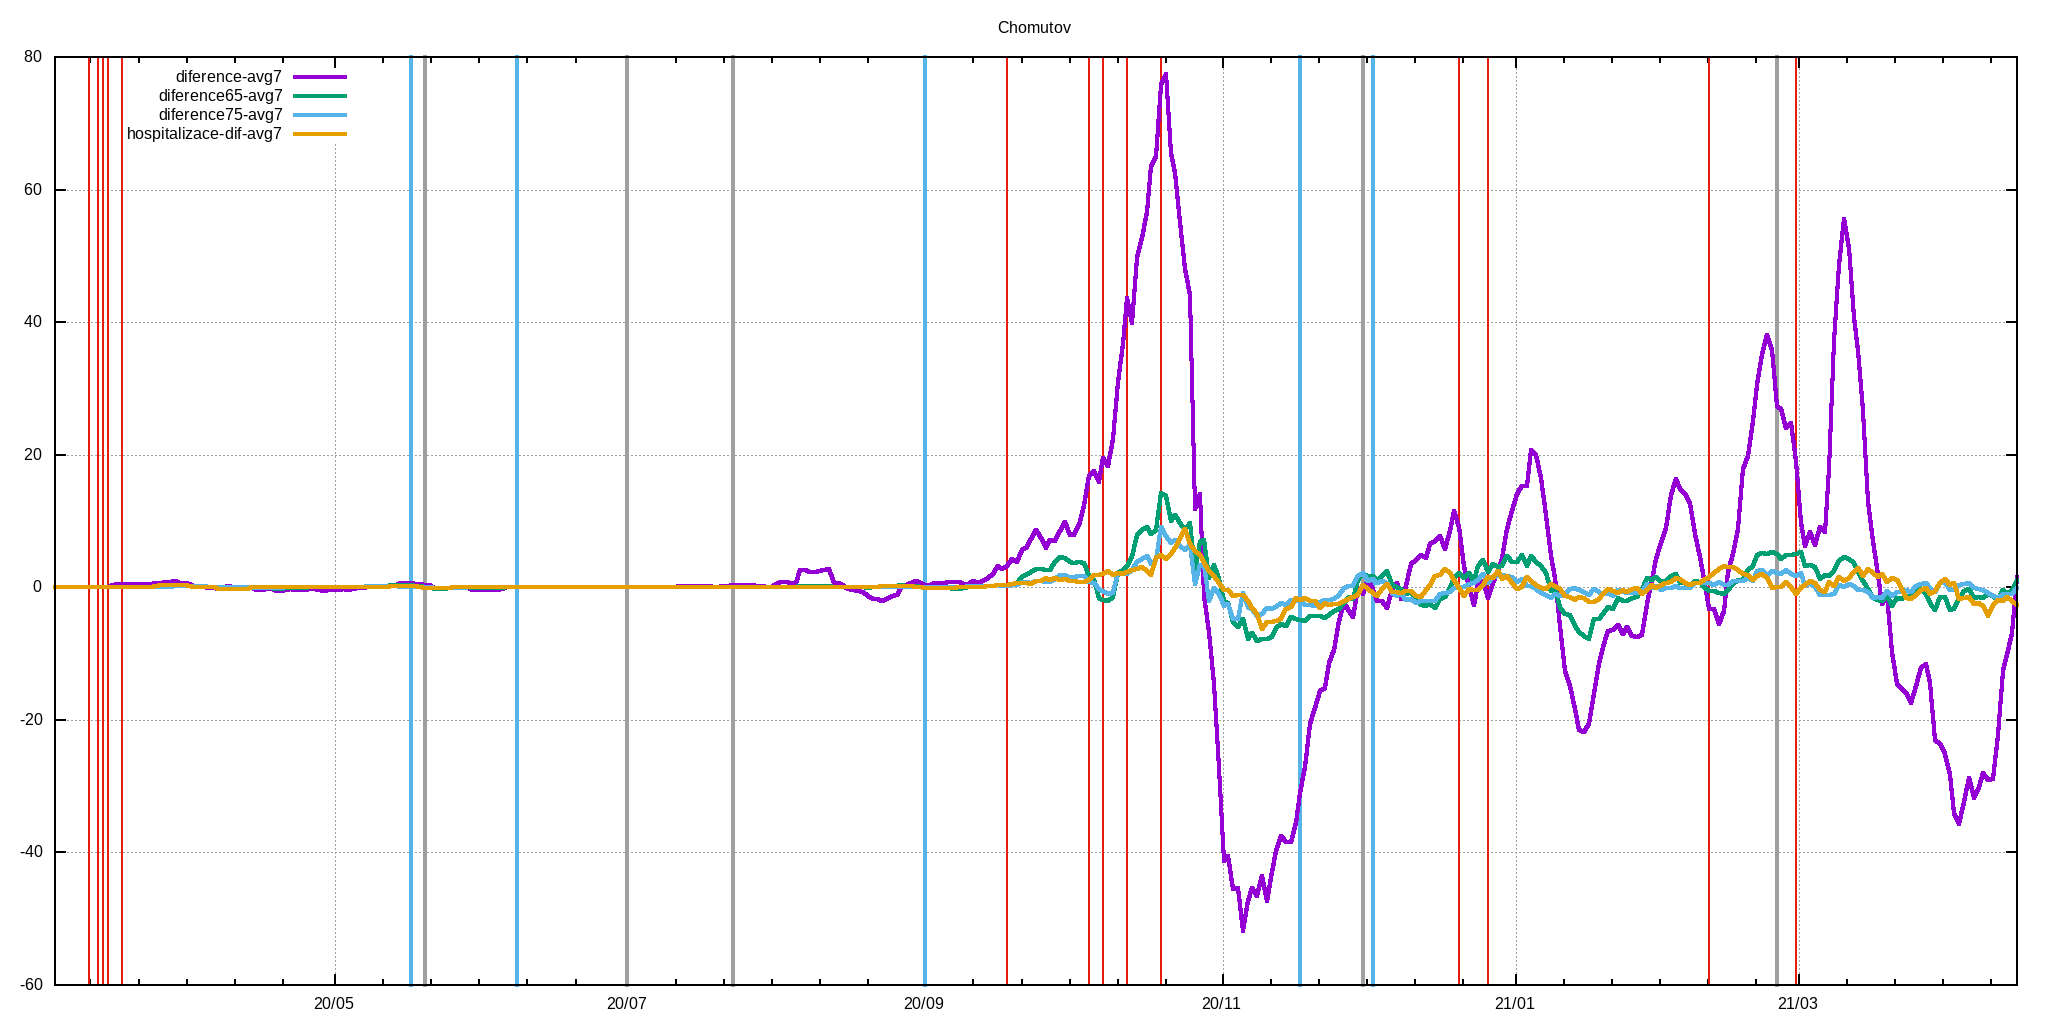 Chomutov
80
60
40
20
0
-20
-40
-60
diference-avg7
diference65-avg7
diference75-avg7
hospitalizace-dif-avg7
20/05
20/07
20/09
20/11
21/01
21/03